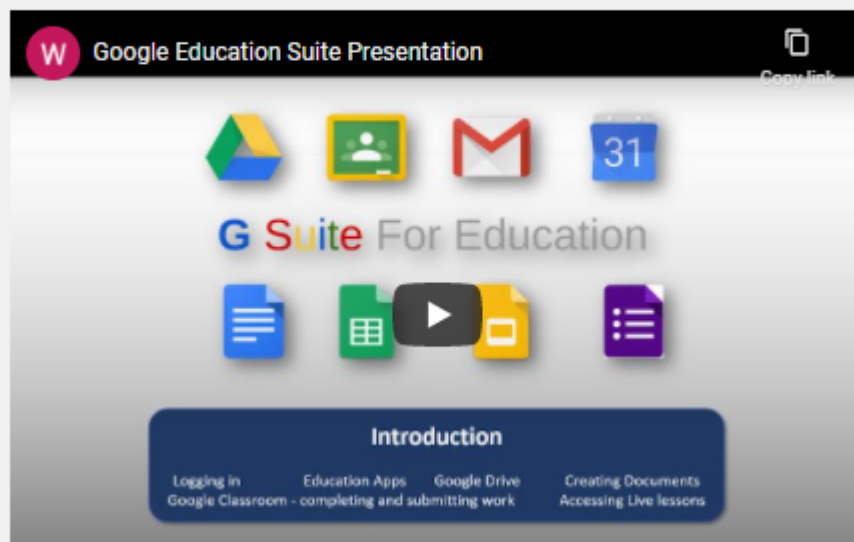 W Google Education Suite Presentation
Copy link
31
G Suite For Education
Introduction
Logging in Education Apps Google Drive Creating Documents
Google Classroom - completing and submitting work Accessing Live lessons